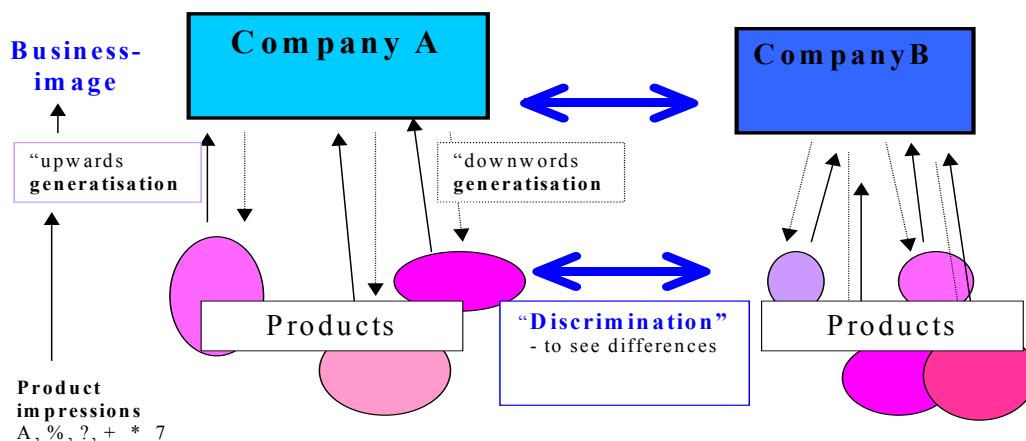 Business-
image
Company A
CompanyB
“upwards
generatisation
“downwords
generatisation
Products
“Discrimination”
- to see differences
Products
Product
impressions
A, %, ?, + * 7